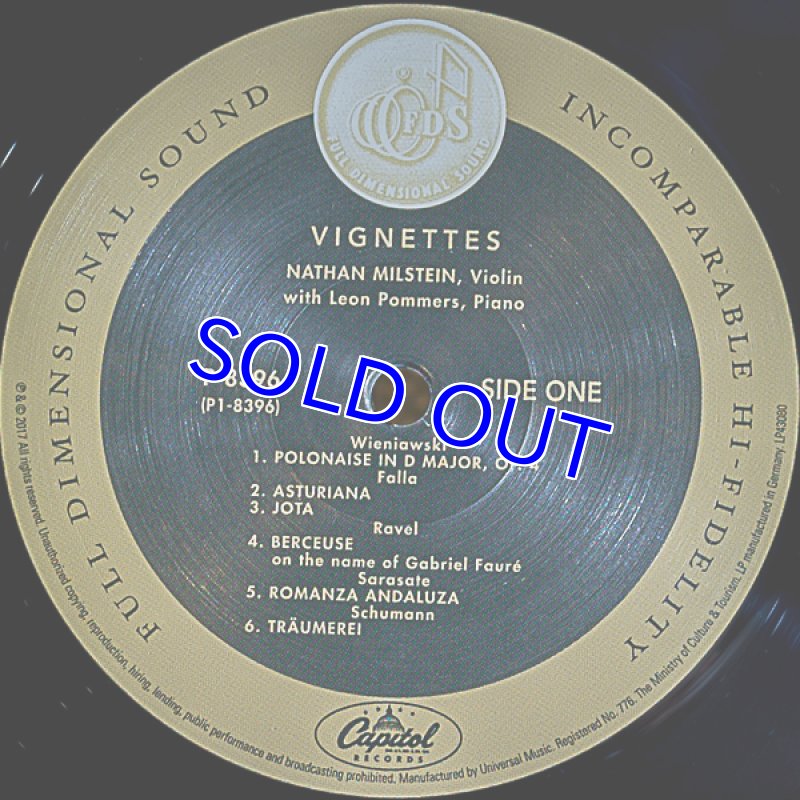 FDS
FULL DIMENSIONAL SOUND
FULL DIMENSIONAL SOUND
INCOMPARABLE HI-FIDELITY
VIGNETTES
NATHAN MILSTEIN, Violin
with Leon Pommers, Piano
SOLD OUT
P-8396
SIDE ONE
(P1-8396)
Wieniawski
1. POLONAISE IN D MAJOR, OP. 4
Falla
2. ASTURIANA
3. JOTA
Ravel
4. BERCEUSE
on the name of Gabriel Fauré
Sarasate
5. ROMANZA ANDALUZA
Schumann
6. TRÄUMEREI
Capitol
RECORDS
℗ & © 2017 All rights reserved. Unauthorized copying, reproduction, hiring, lending, public performance and broadcasting prohibited. Manufactured by Universal Music. Registered No. 776. The Ministry of Culture & Tourism. LP manufactured in Germany. LP43080